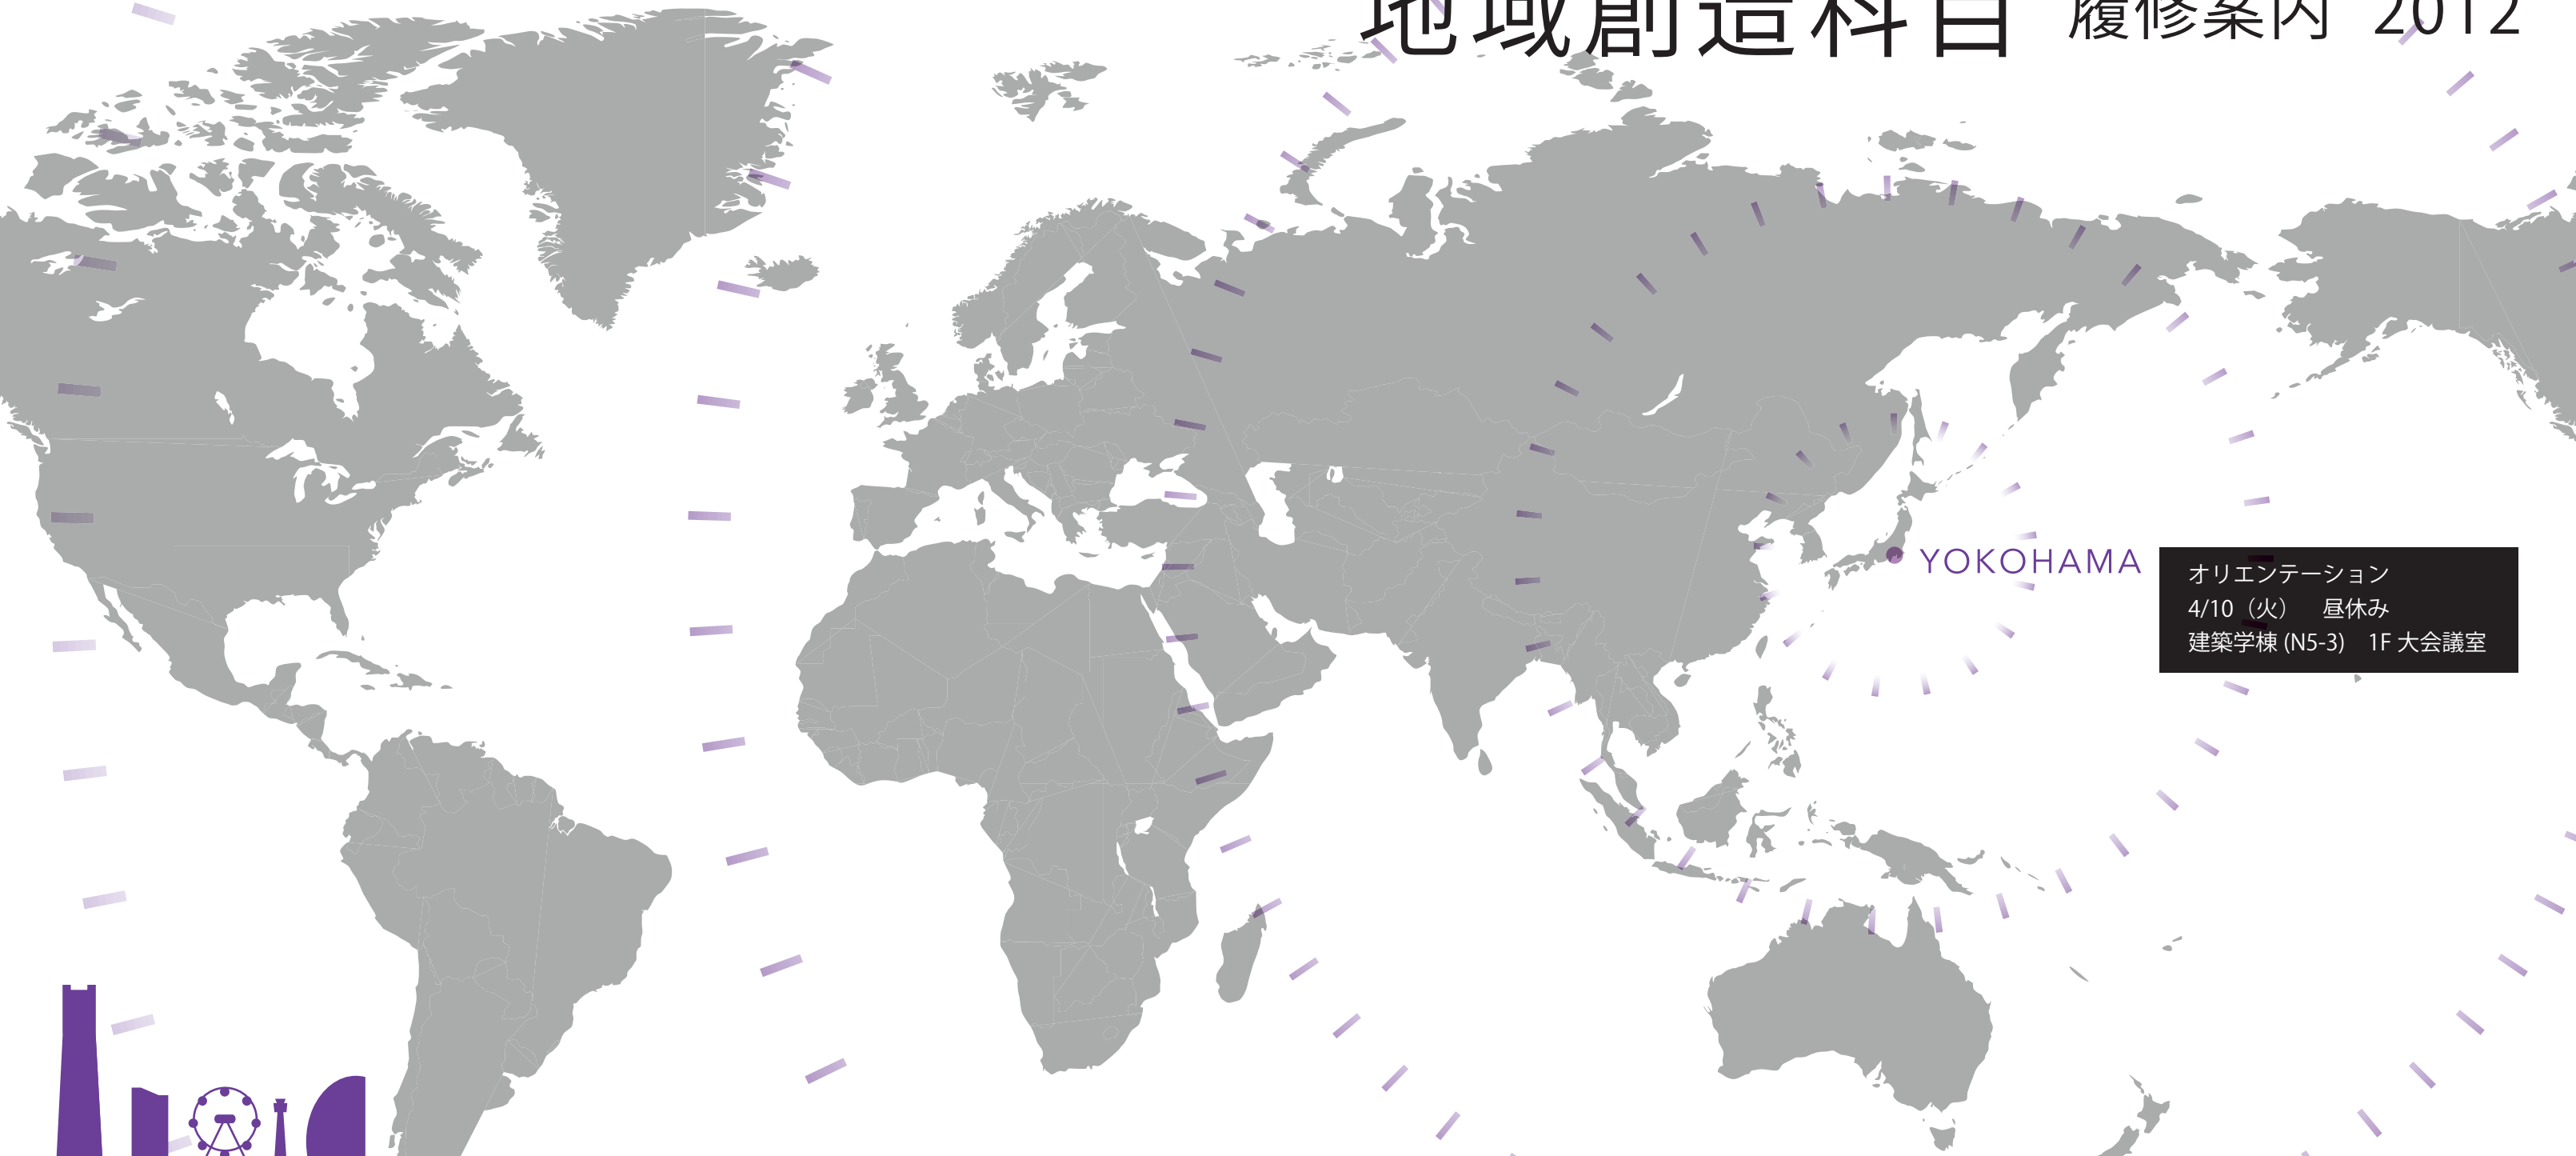 地域創造科目 履修案内 2012
YOKOHAMA
オリエンテーション
4/10（火）　昼休み
建築学棟 (N5-3)　1F 大会議室